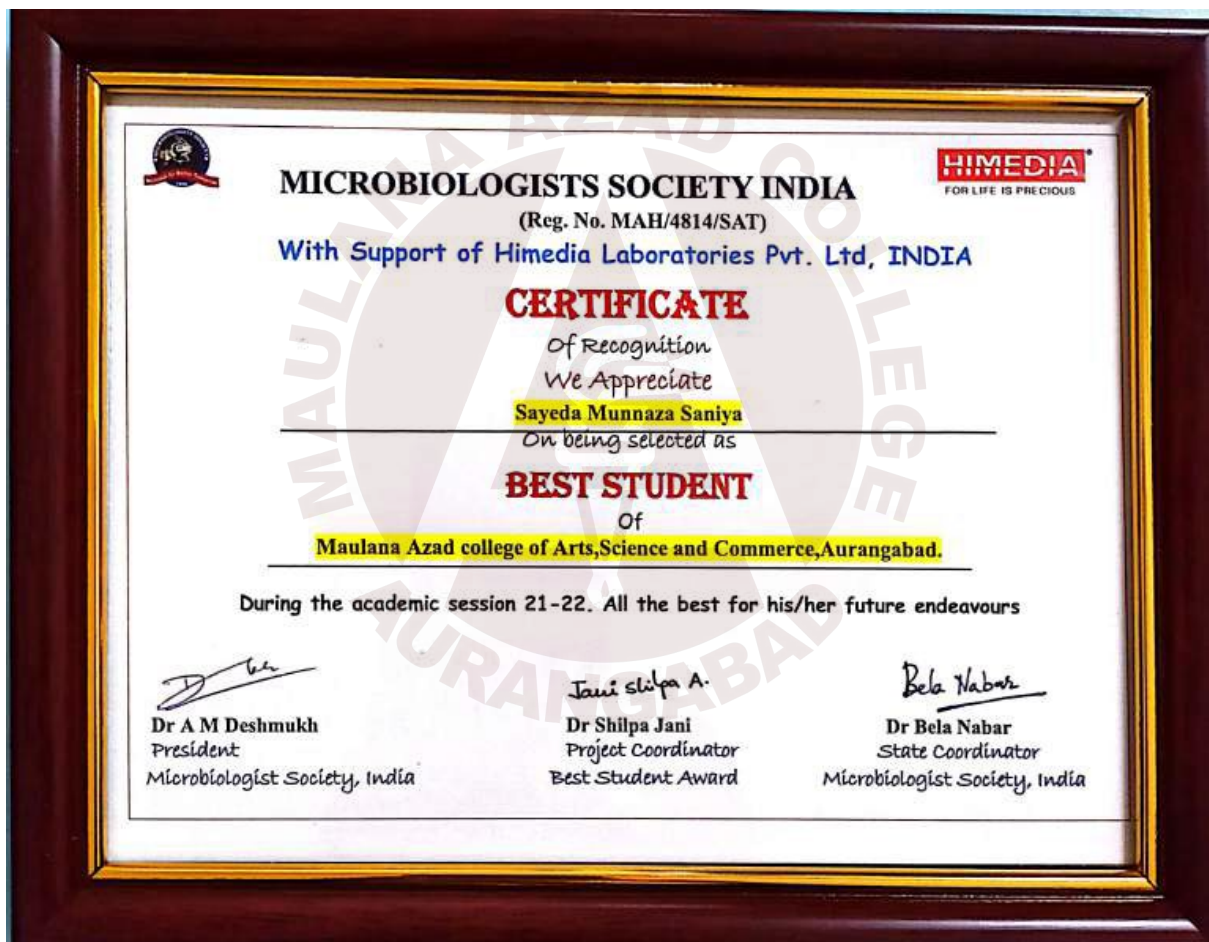 HIMEDIA
FOR LIFE IS PRECIOUS
MICROBIOLOGISTS SOCIETY INDIA
(Reg. No. MAH/4814/SAT)
With Support of Himedia Laboratories Pvt. Ltd, INDIA
CERTIFICATE
Of Recognition
We Appreciate
Sayeda Munnaza Saniya
On being selected as
BEST STUDENT
Of
Maulana Azad college of Arts,Science and Commerce,Aurangabad.
During the academic session 21-22. All the best for his/her future endeavours
Jani Shilpa A.
Bela Nabar
Dr A M Deshmukh
Dr Shilpa Jani
Dr Bela Nabar
President
Project Coordinator
State Coordinator
Microbiologist Society, India
Best Student Award
Microbiologist Society, India
MAULANA AZAD COLLEGE
AURANGABAD